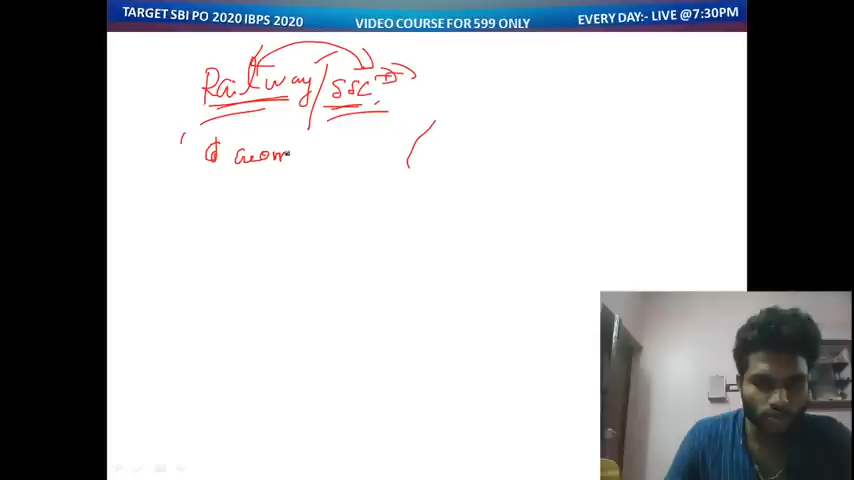 TARGET SBI PO 2020 IBPS 2020
VIDEO COURSE FOR 599 ONLY
EVERY DAY:- LIVE @7:30PM
Railway/SSC
Geom